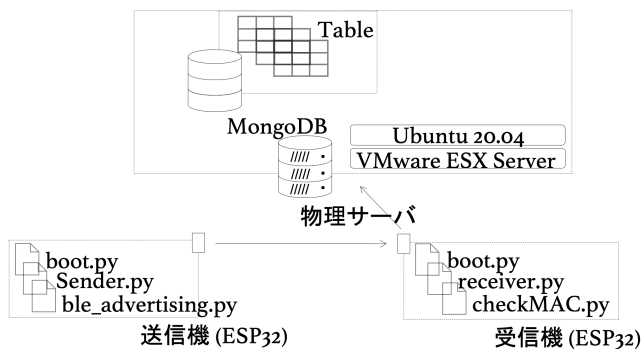 Table
MongoDB
Ubuntu 20.04
VMware ESX Server
物理サーバ
boot.py
Sender.py
ble_advertising.py
送信機 (ESP32)
boot.py
receiver.py
checkMAC.py
受信機 (ESP32)